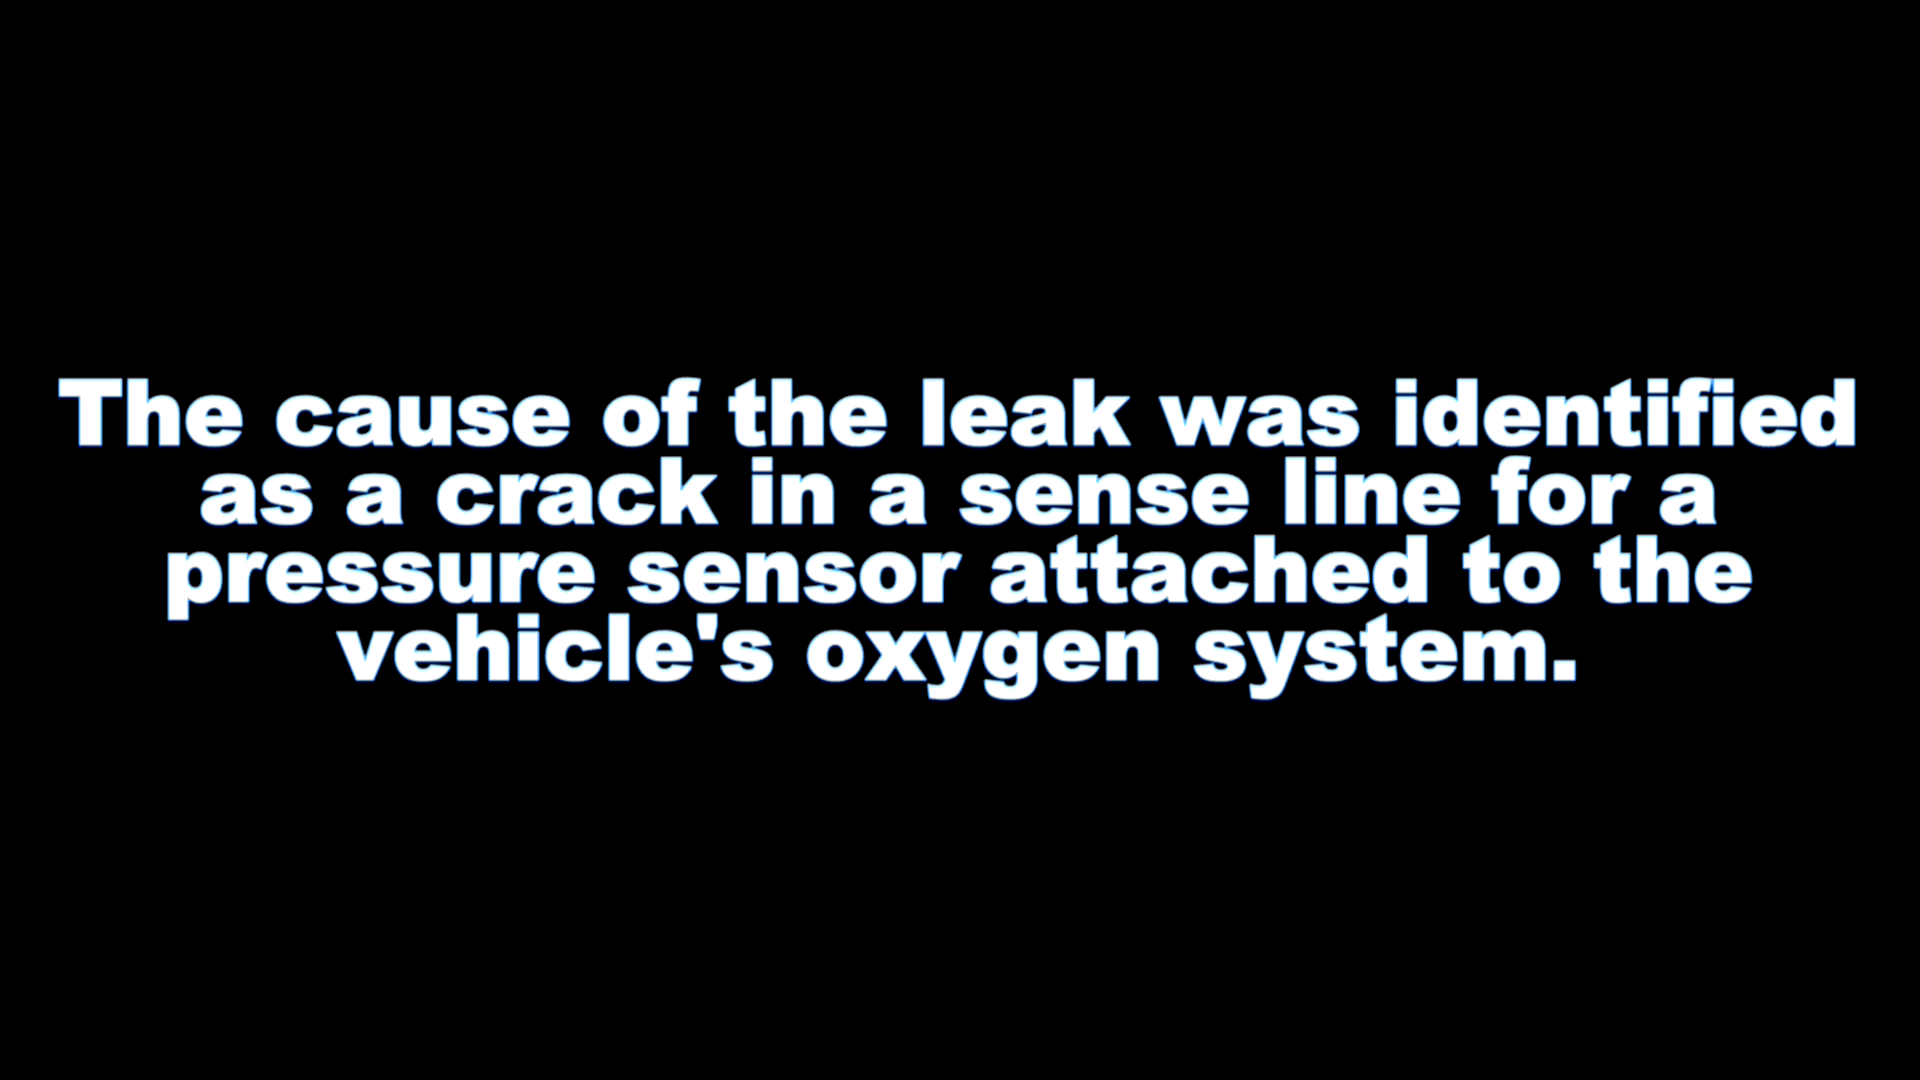 The cause of the leak was identified
as a crack in a sense line for a
pressure sensor attached to the
vehicle's oxygen system.